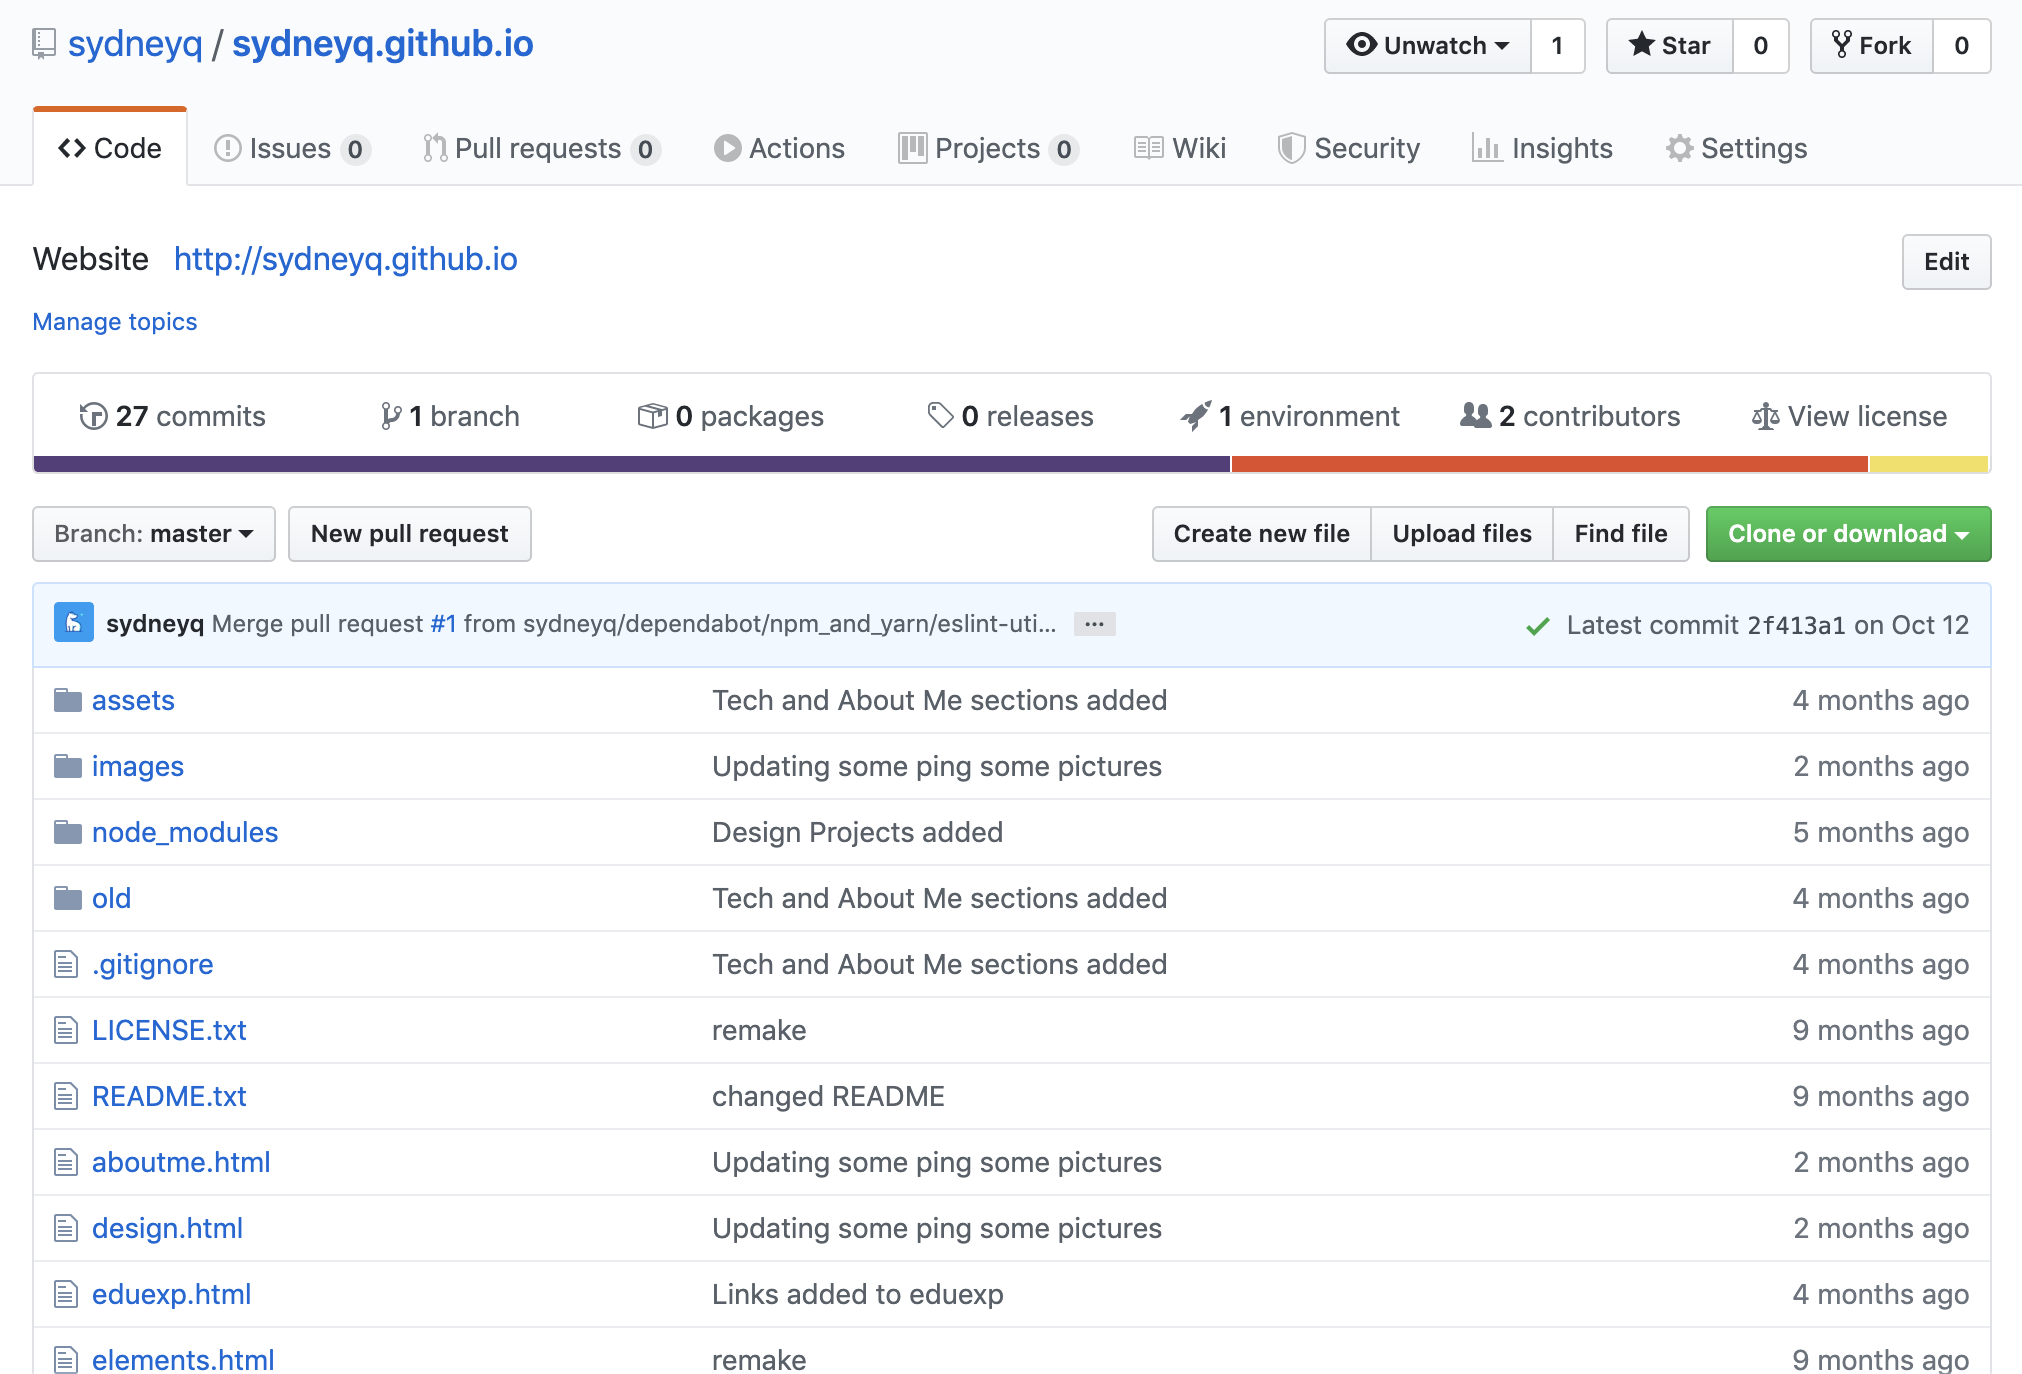 sydneyq / sydneyq.github.io
Unwatch 1 Star 0 Fork 0
Code Issues 0 Pull requests 0 Actions Projects 0 Wiki Security Insights Settings
Website http://sydneyq.github.io Edit
Manage topics
27 commits 1 branch 0 packages 0 releases 1 environment 2 contributors View license
Branch: master New pull request Create new file Upload files Find file Clone or download
sydneyq Merge pull request #1 from sydneyq/dependabot/npm_and_yarn/eslint-uti... ... Latest commit 2f413a1 on Oct 12
assets Tech and About Me sections added 4 months ago
images Updating some ping some pictures 2 months ago
node_modules Design Projects added 5 months ago
old Tech and About Me sections added 4 months ago
.gitignore Tech and About Me sections added 4 months ago
LICENSE.txt remake 9 months ago
README.txt changed README 9 months ago
aboutme.html Updating some ping some pictures 2 months ago
design.html Updating some ping some pictures 2 months ago
eduexp.html Links added to eduexp 4 months ago
elements.html remake 9 months ago